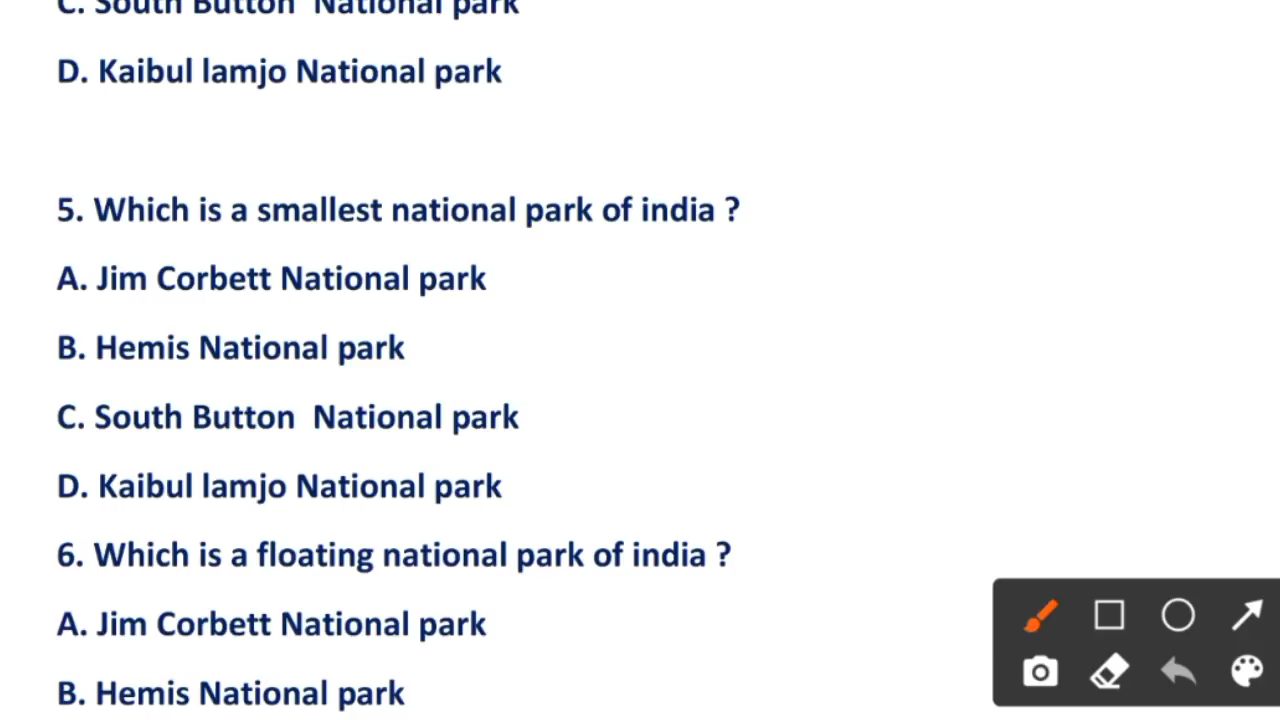 C. South Button National park
D. Kaibul lamjo National park
5. Which is a smallest national park of india ?
A. Jim Corbett National park
B. Hemis National park
C. South Button National park
D. Kaibul lamjo National park
6. Which is a floating national park of india ?
A. Jim Corbett National park
B. Hemis National park